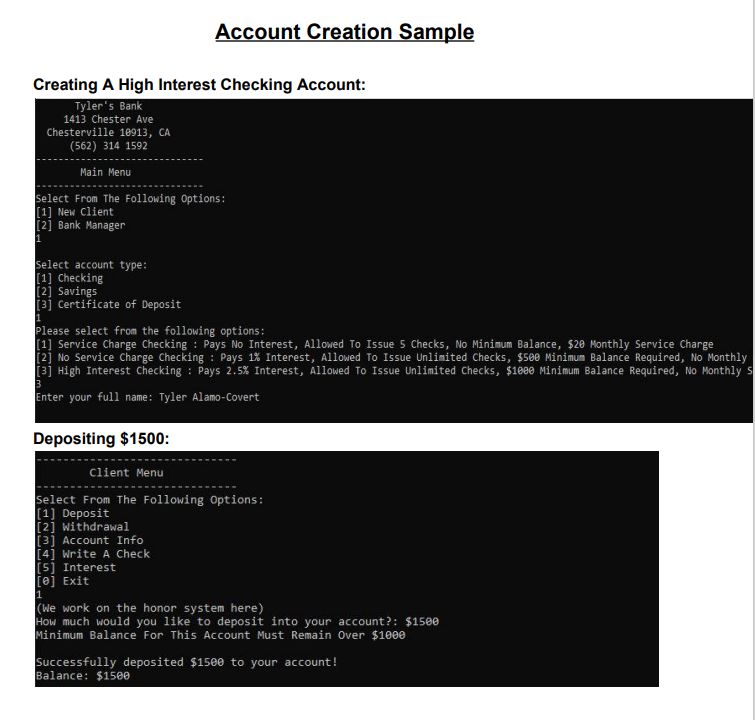 Account Creation Sample
Creating A High Interest Checking Account:
Tyler's Bank
1413 Chester Ave
Chesterville 10913, CA
(562) 314 1592
------------------------------
Main Menu
------------------------------
Select From The Following Options:
[1] New Client
[2] Bank Manager
1
Select account type:
[1] Checking
[2] Savings
[3] Certificate of Deposit
1
Please select from the following options:
[1] Service Charge Checking : Pays No Interest, Allowed To Issue 5 Checks, No Minimum Balance, $20 Monthly Service Charge
[2] No Service Charge Checking : Pays 1% Interest, Allowed To Issue Unlimited Checks, $500 Minimum Balance Required, No Monthly
[3] High Interest Checking : Pays 2.5% Interest, Allowed To Issue Unlimited Checks, $1000 Minimum Balance Required, No Monthly S
3
Enter your full name: Tyler Alamo-Covert
Depositing $1500:
------------------------------
Client Menu
------------------------------
Select From The Following Options:
[1] Deposit
[2] Withdrawal
[3] Account Info
[4] Write A Check
[5] Interest
[0] Exit
1
(We work on the honor system here)
How much would you like to deposit into your account?: $1500
Minimum Balance For This Account Must Remain Over $1000
Successfully deposited $1500 to your account!
Balance: $1500